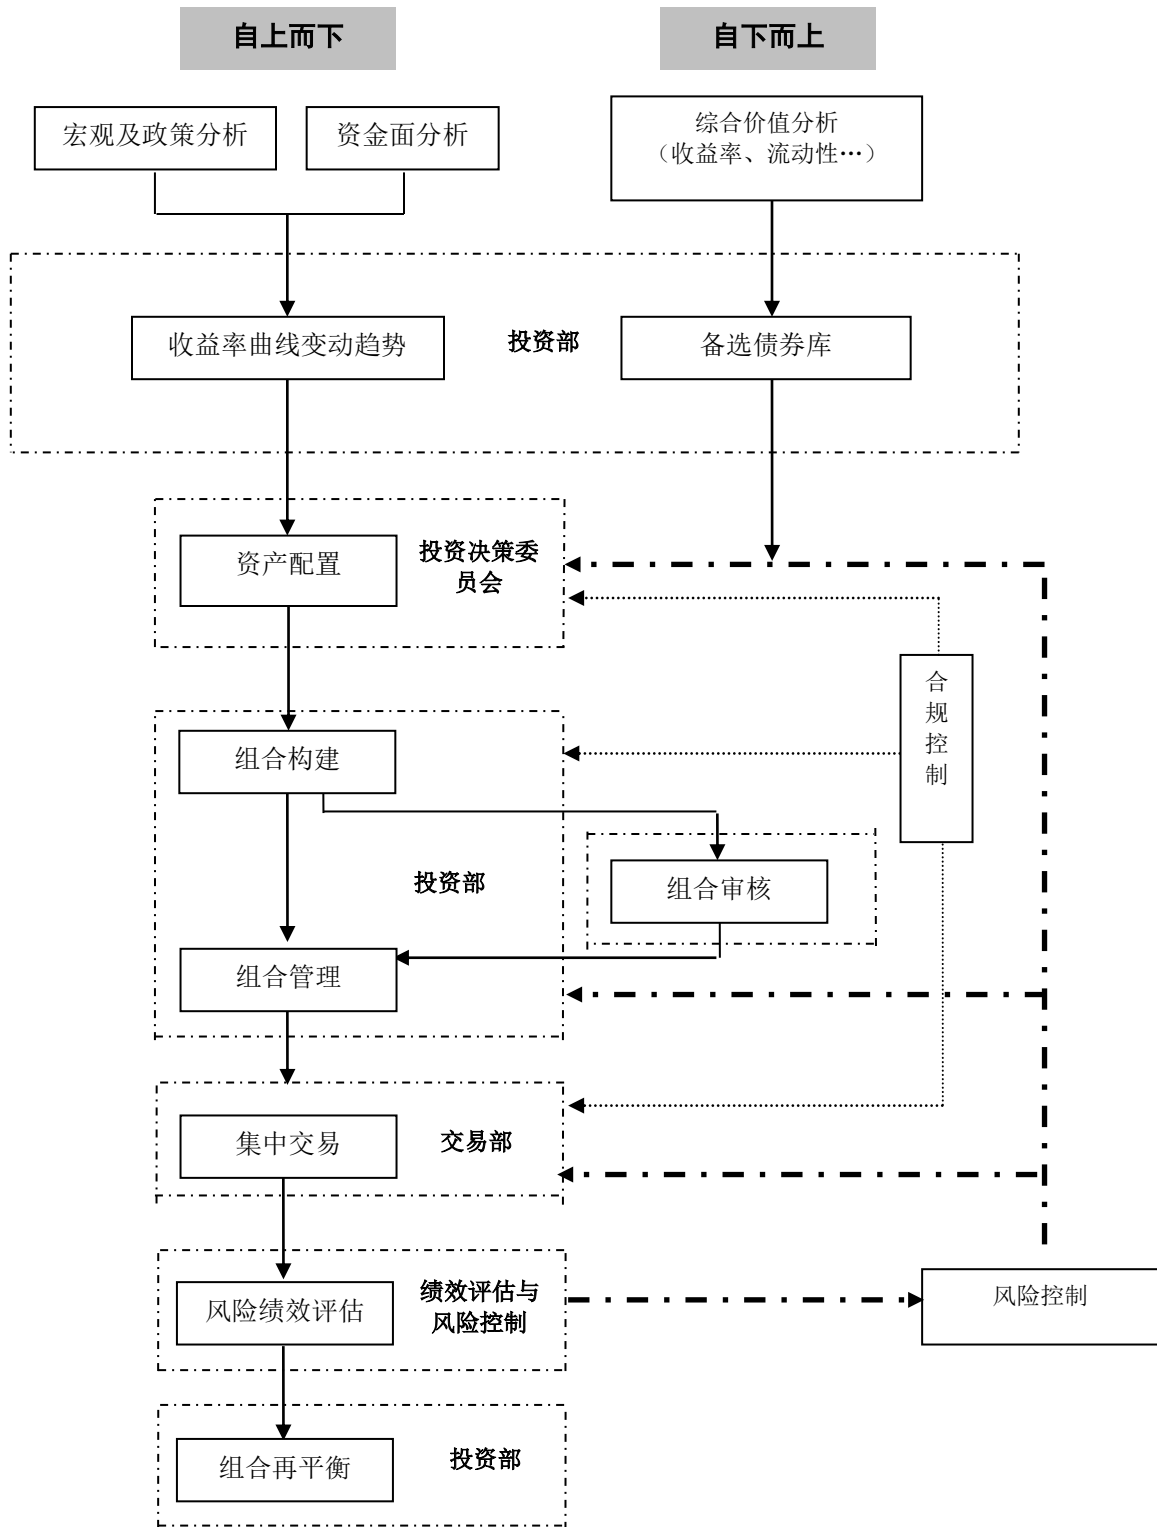 自上而下
自下而上
宏观及政策分析
资金面分析
综合价值分析
（收益率、流动性…）
收益率曲线变动趋势
投资部
备选债券库
资产配置
投资决策委
员会
合
规
控
制
组合构建
投资部
组合审核
组合管理
集中交易
交易部
风险绩效评估
绩效评估与
风险控制
风险控制
组合再平衡
投资部